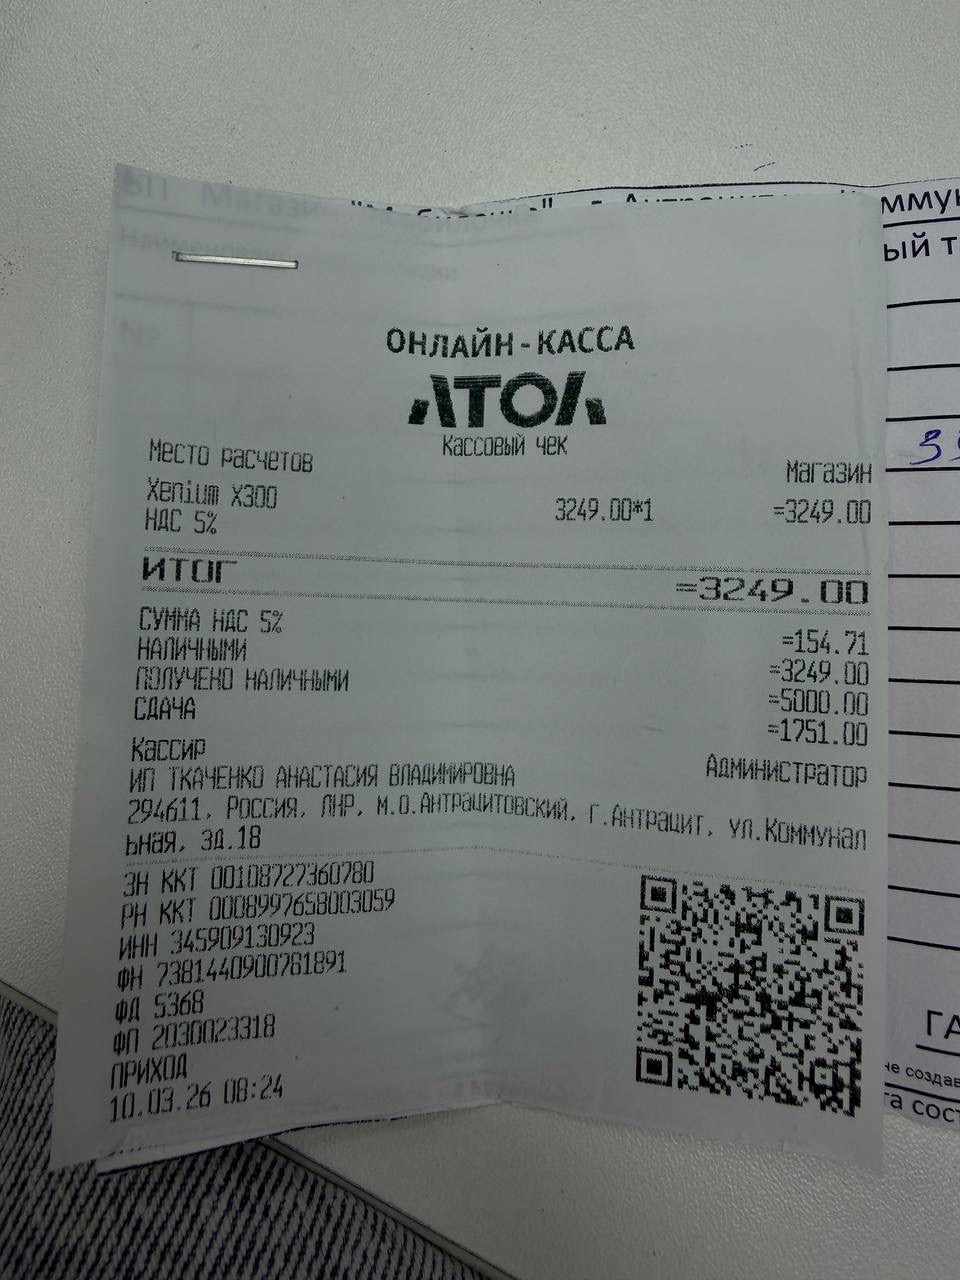 ОНЛАЙН-КАССА
АТОЛ
Кассовый чек
Место расчетов Магазин
Xenium X300 3249.00*1 =3249.00
НДС 5%
ИТОГ =3249.00
СУММА НДС 5% =154.71
НАЛИЧНЫМИ =3249.00
ПОЛУЧЕНО НАЛИЧНЫМИ =5000.00
СДАЧА =1751.00
Кассир Администратор
ИП ТКАЧЕНКО АНАСТАСИЯ ВЛАДИМИРОВНА
294611, РОССИЯ, ЛНР, М.О.Антрацитовский, Г.Антрацит, ул.Коммунал
ьная, зд.18
ЗН ККТ 00108727360780
РН ККТ 0008997658003059
ИНН 345909130923
ФН 7381440900781891
ФД 5368
ФП 2030023318
ПРИХОД
10.03.26 08:24